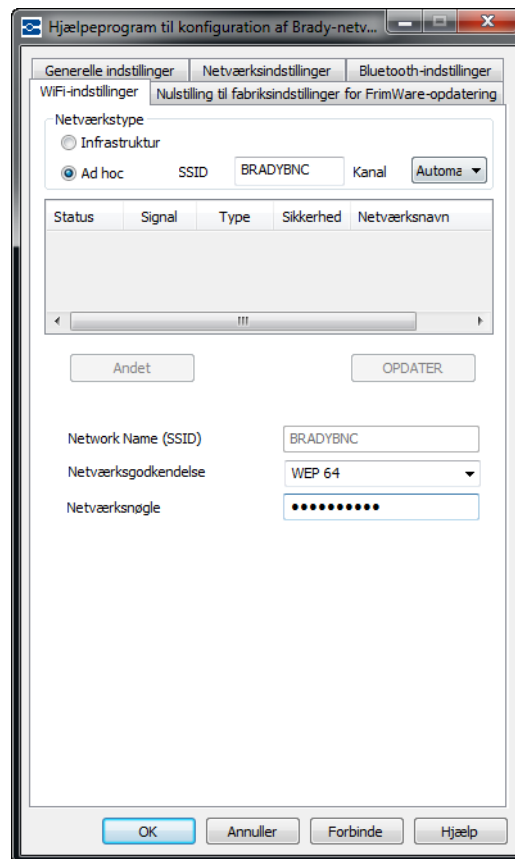 Hjælpeprogram til konfiguration af Brady-netv...
Generelle indstillinger Netværksindstillinger Bluetooth-indstillinger
WiFi-indstillinger Nulstilling til fabriksindstillinger for FrimWare-opdatering
Netværkstype
Infrastruktur
Ad hoc SSID BRADYBNC Kanal Automa
Status Signal Type Sikkerhed Netværksnavn
Andet OPDATER
Network Name (SSID) BRADYBNC
Netværksgodkendelse WEP 64
Netværksnøgle ●●●●●●●●●●
OK Annuller Forbinde Hjælp